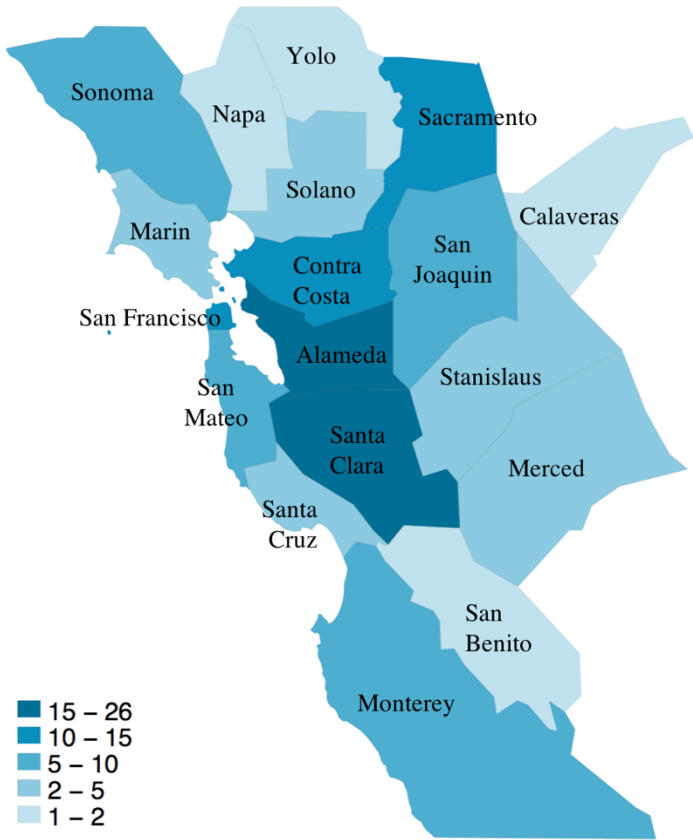 Yolo
Sonoma
Napa
Sacramento
Solano
Calaveras
Marin
San
Joaquin
Contra
Costa
San Francisco
Alameda
Stanislaus
San
Mateo
Santa
Clara
Merced
Santa
Cruz
San
Benito
Monterey
15 – 26
10 – 15
5 – 10
2 – 5
1 – 2